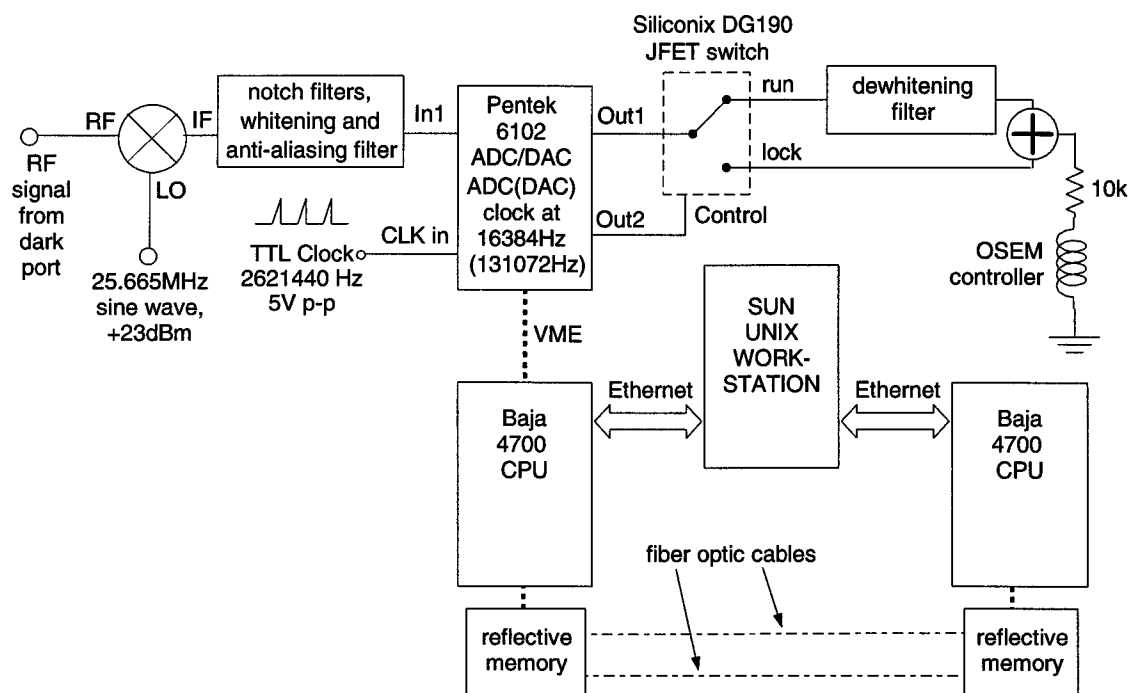 Siliconix DG190
JFET switch
notch filters,
whitening and
anti-aliasing filter
Pentek
6102
ADC/DAC
ADC(DAC)
clock at
16384Hz
(131072Hz)
run
dewhitening
filter
RF
IF
In1
Out1
lock
RF
signal
from
dark
port
LO
10k
Control
Out2
CLK in
TTL Clock
2621440 Hz
5V p-p
OSEM
controller
25.665MHz
sine wave,
+23dBm
VME
SUN
UNIX
WORK-
STATION
Ethernet
Ethernet
Baja
4700
CPU
Baja
4700
CPU
fiber optic cables
reflective
memory
reflective
memory